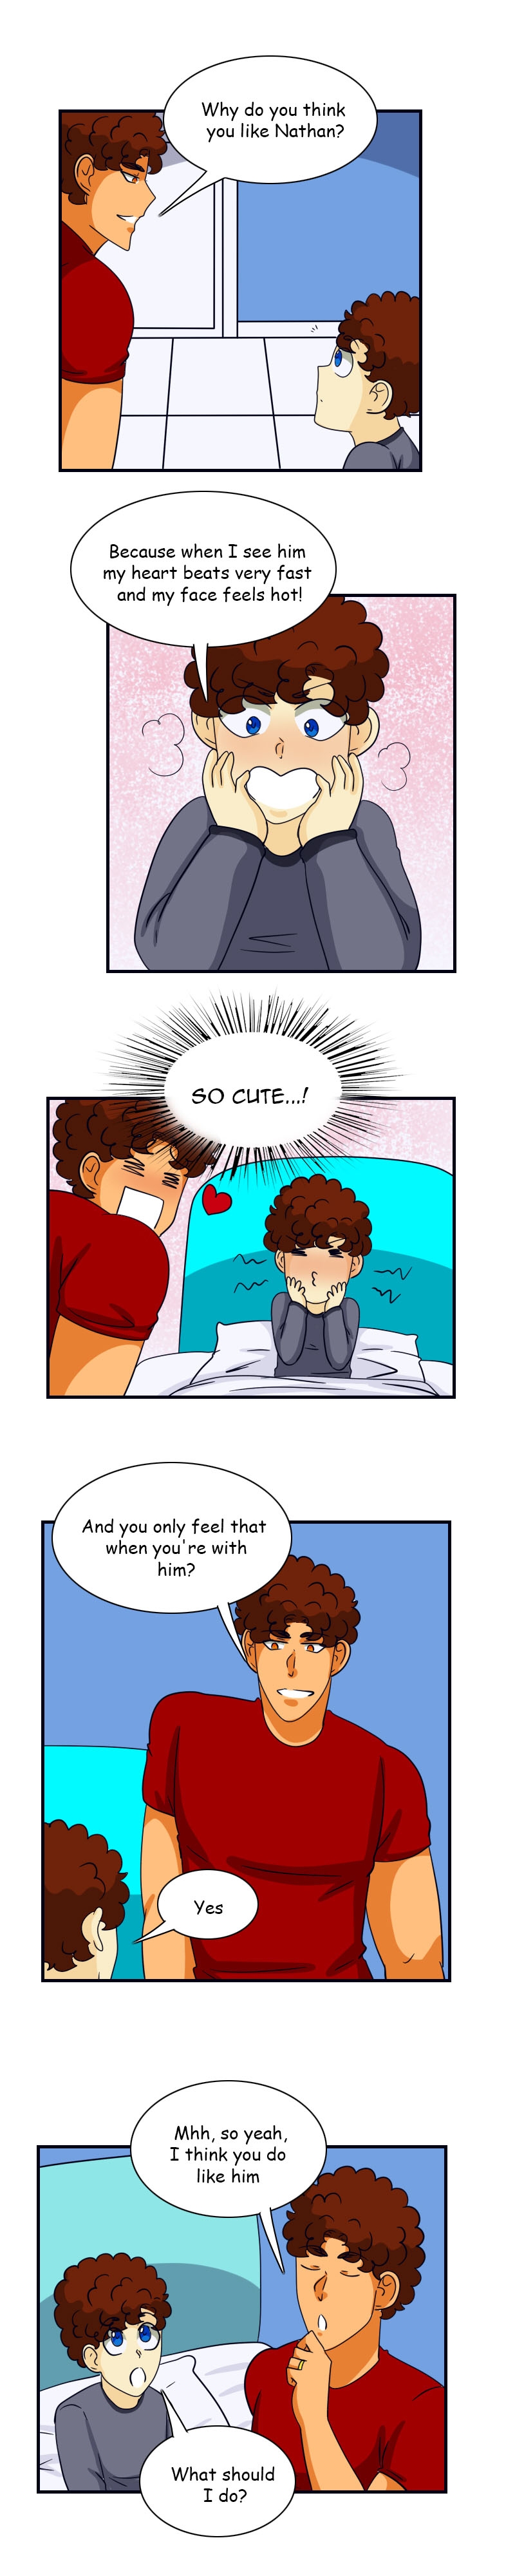 Why do you think
you like Nathan?
Because when I see him
my heart beats very fast
and my face feels hot!
SO CUTE...!
And you only feel that
when you're with
him?
Yes
Mhh, so yeah,
I think you do
like him
What should
I do?